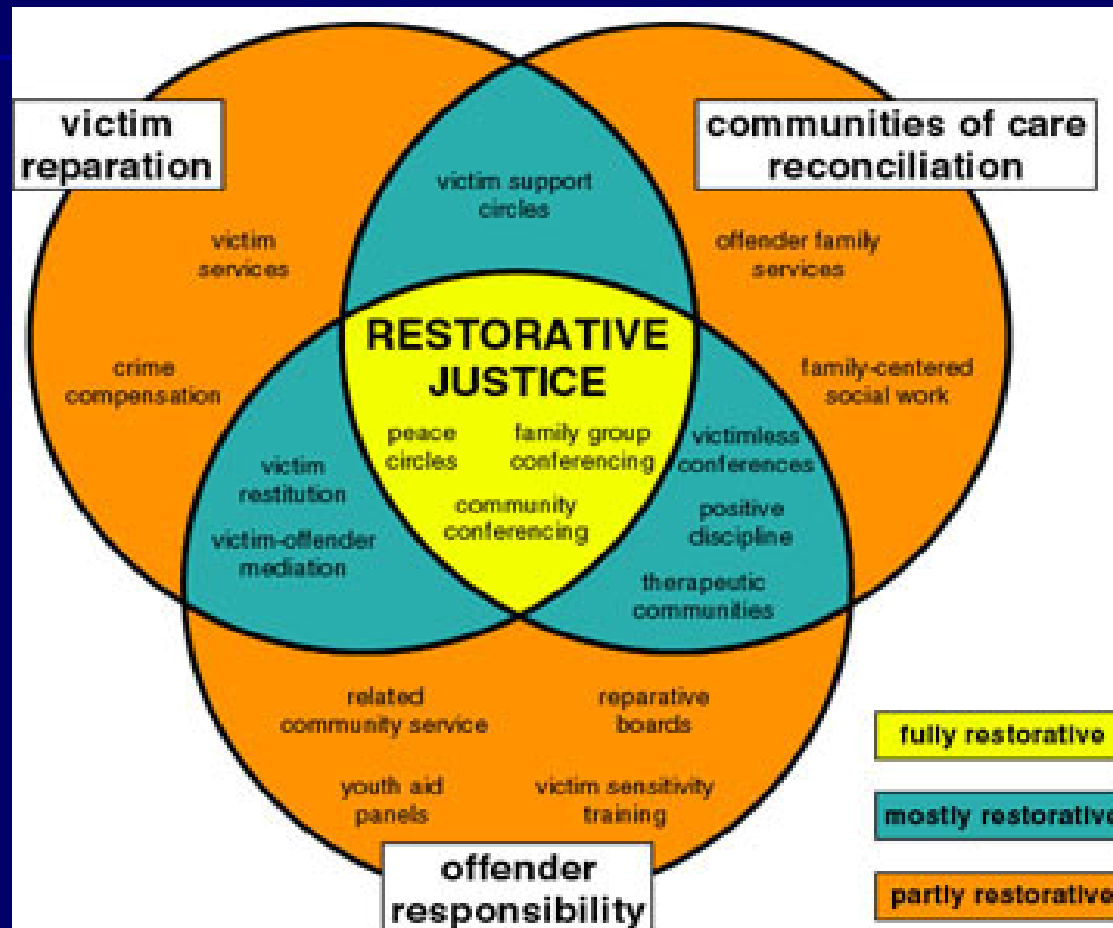 victim
reparation
communities of care
reconciliation
victim support
circles
victim
services
offender family
services
crime
compensation
family-centered
social work
RESTORATIVE
JUSTICE
peace
circles
family group
conferencing
community
conferencing
victim
restitution
victim-offender
mediation
victimless
conferences
positive
discipline
therapeutic
communities
related
community service
reparative
boards
youth aid
panels
victim sensitivity
training
offender
responsibility
fully restorative
mostly restorative
partly restorative